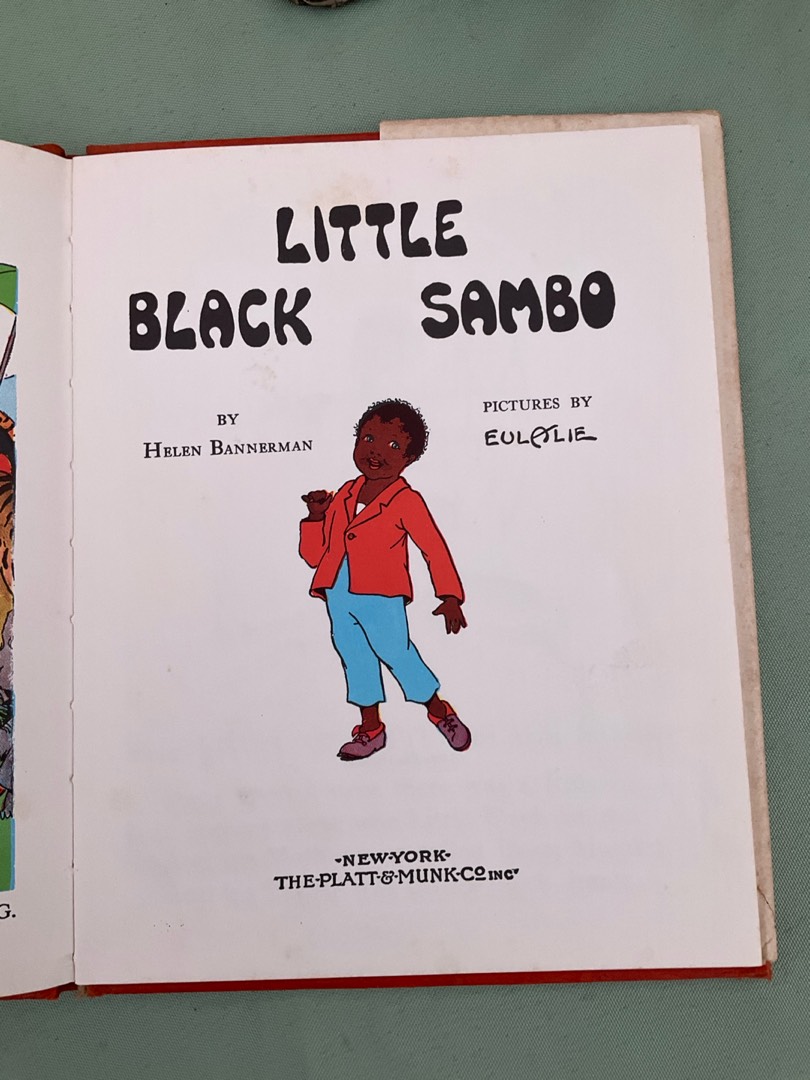 LITTLE
BLACK SAMBO
BY
HELEN BANNERMAN
PICTURES BY
EULALIE
-NEW-YORK-
THE-PLATT-&-MUNK-CO INC
G.